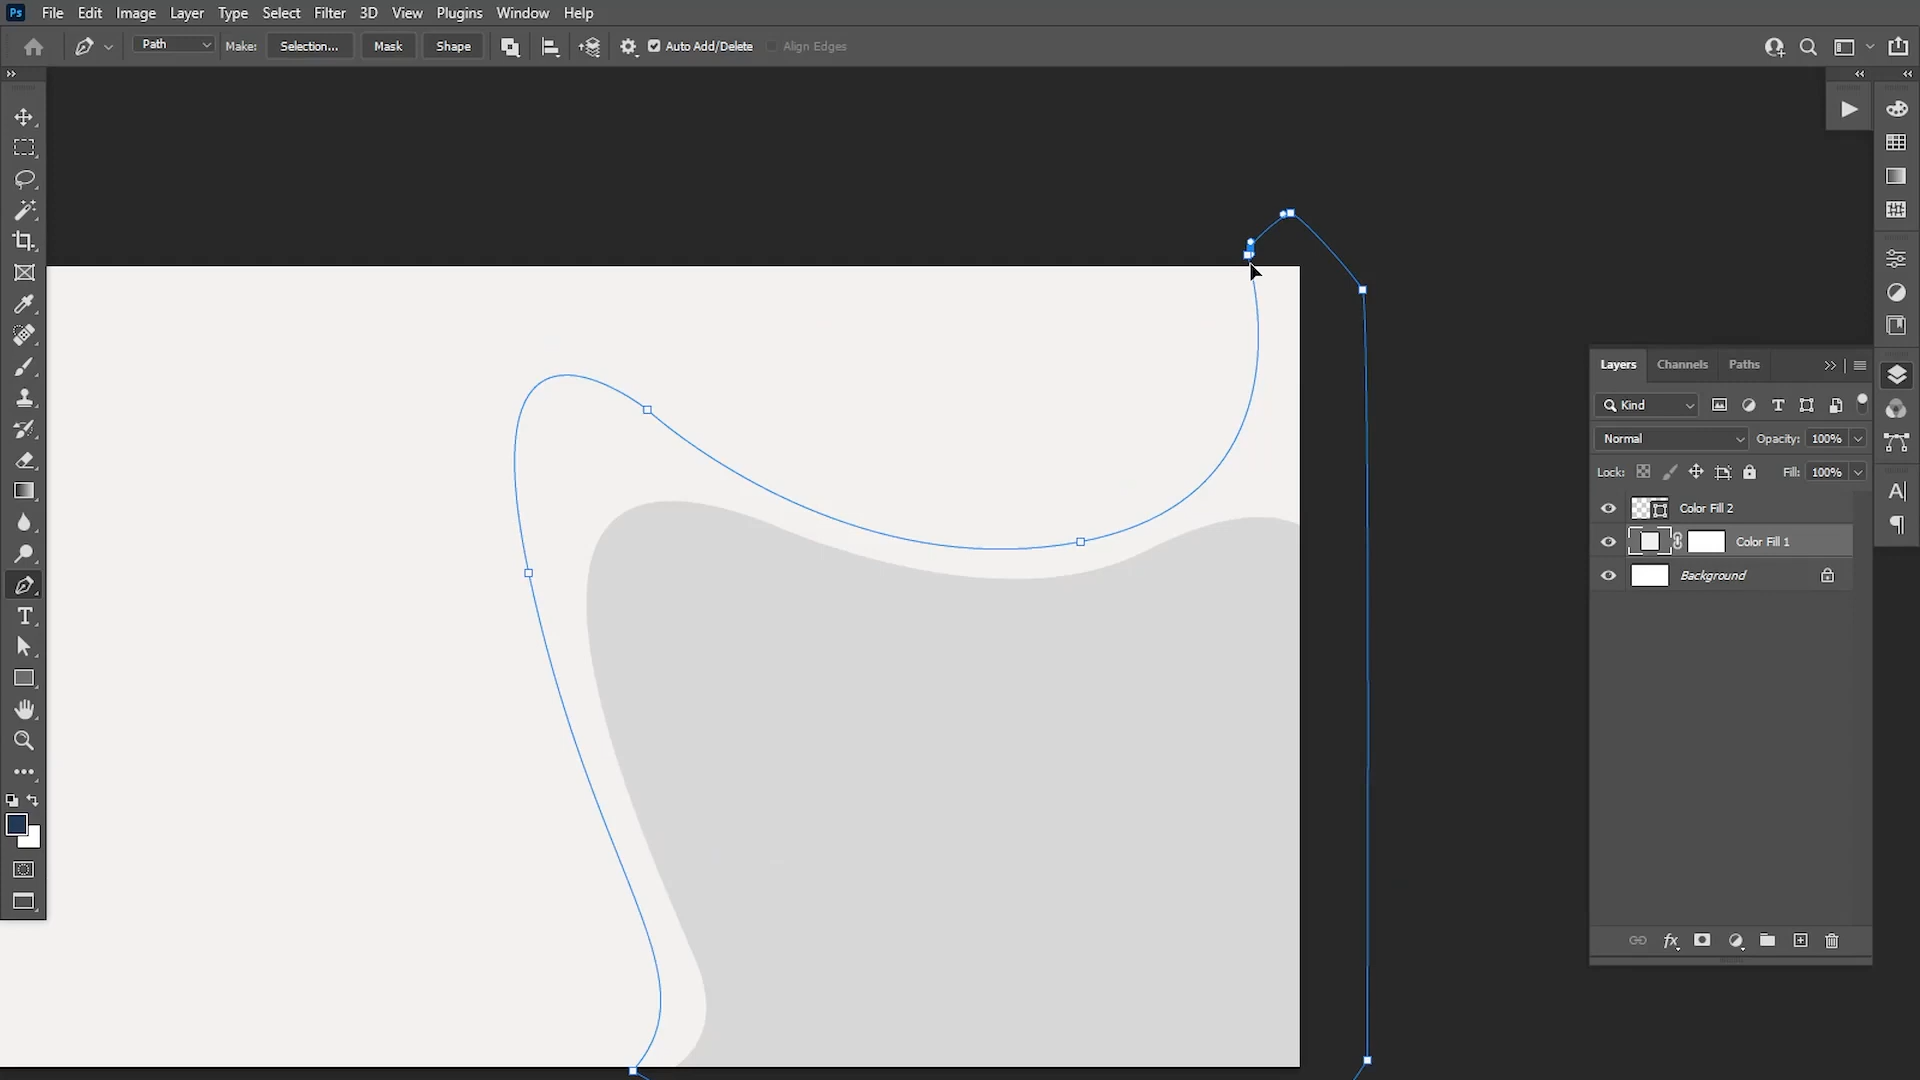 Ps File Edit Image Layer Type Select Filter 3D View Plugins Window Help
Path Make: Selection... Mask Shape Auto Add/Delete Align Edges
Layers Channels Paths
Kind
Normal Opacity: 100%
Lock: Fill: 100%
Color Fill 2
Color Fill 1
Background